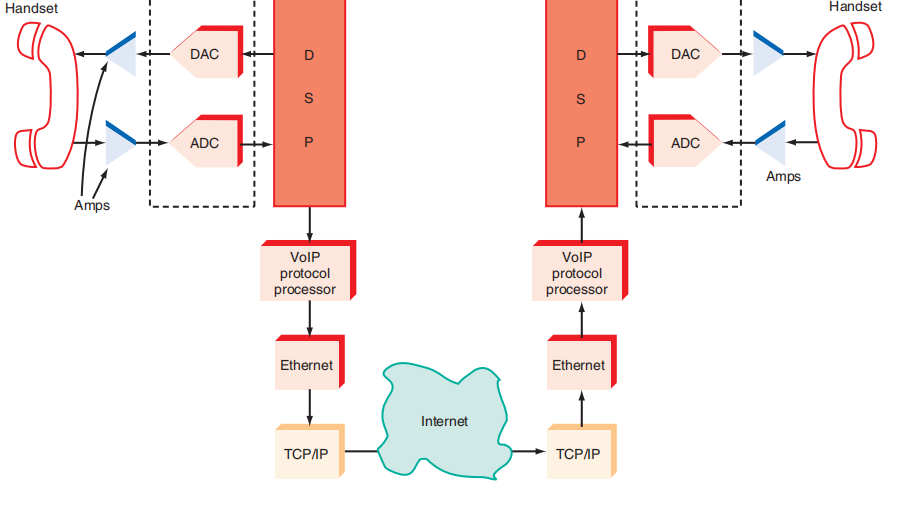 Handset
Handset
DAC
D
D
DAC
S
S
ADC
P
P
ADC
Amps
Amps
VoIP
protocol
processor
VoIP
protocol
processor
Ethernet
Ethernet
Internet
TCP/IP
TCP/IP